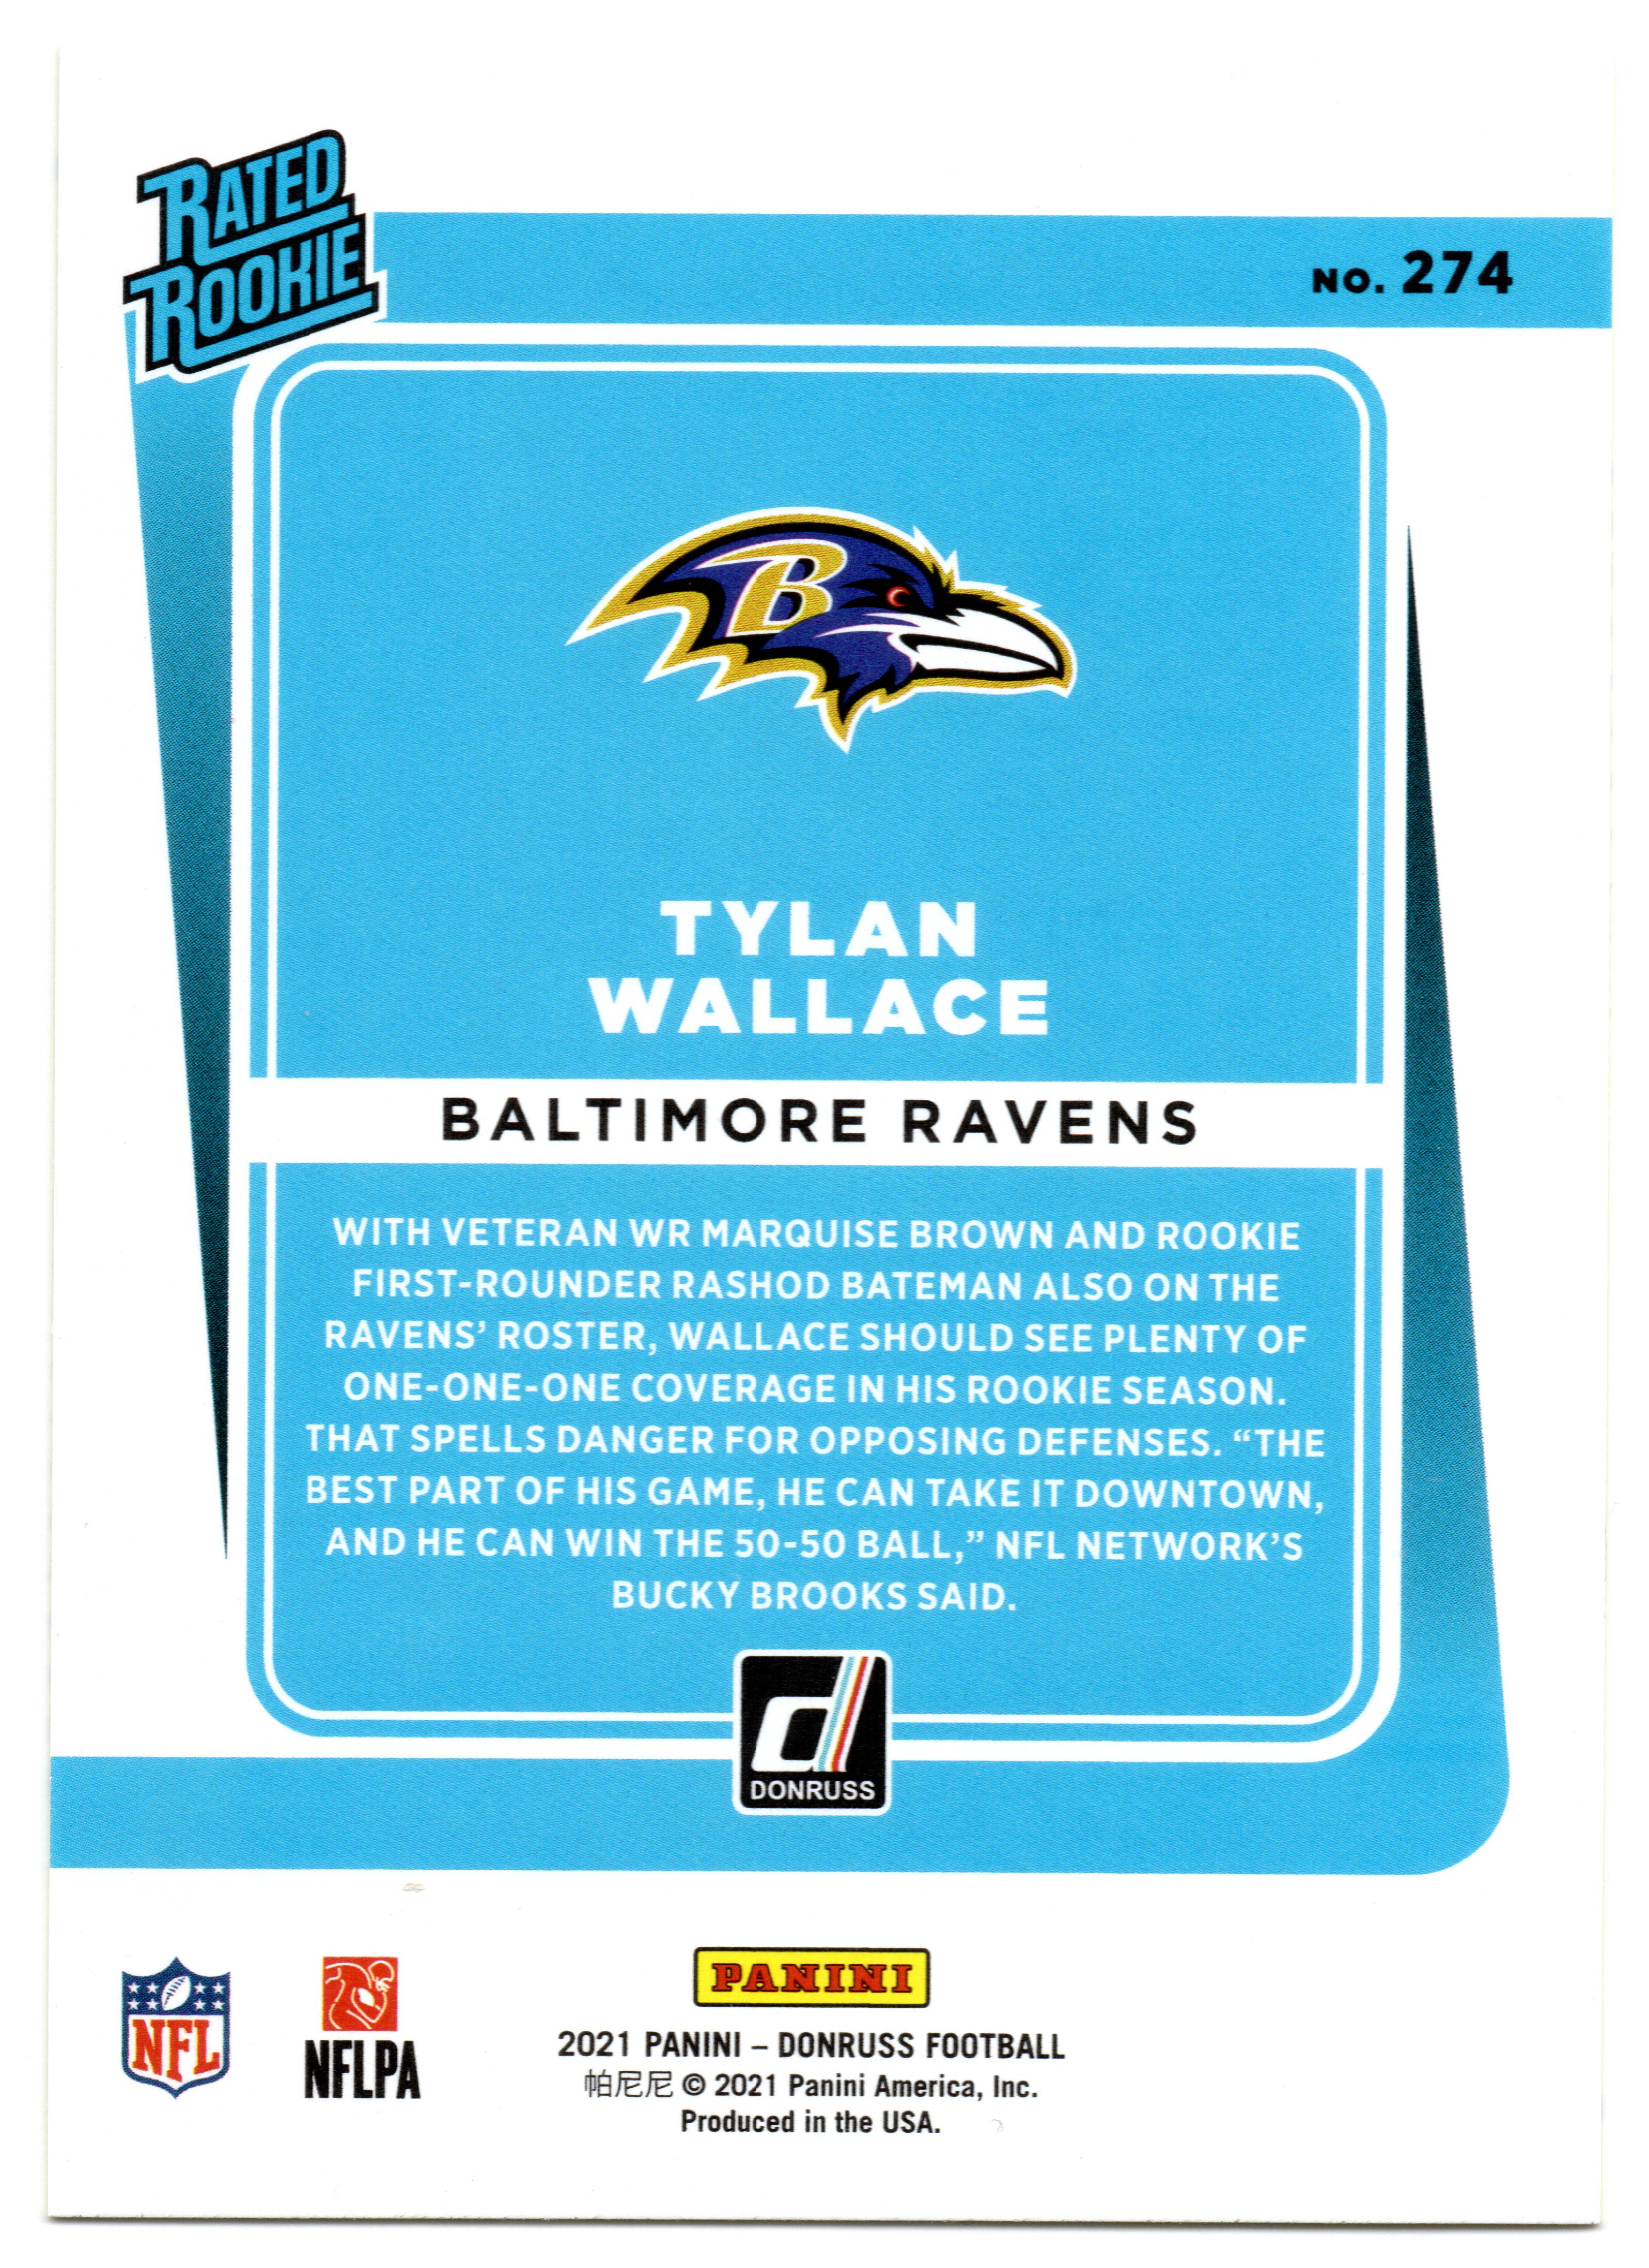 RATED
ROOKIE
NO. 274
B
TYLAN
WALLACE
BALTIMORE RAVENS
WITH VETERAN WR MARQUISE BROWN AND ROOKIE
FIRST-ROUNDER RASHOD BATEMAN ALSO ON THE
RAVENS’ ROSTER, WALLACE SHOULD SEE PLENTY OF
ONE-ONE-ONE COVERAGE IN HIS ROOKIE SEASON.
THAT SPELLS DANGER FOR OPPOSING DEFENSES. “THE
BEST PART OF HIS GAME, HE CAN TAKE IT DOWNTOWN,
AND HE CAN WIN THE 50-50 BALL,” NFL NETWORK’S
BUCKY BROOKS SAID.
d
DONRUSS
NFL
NFLPA
PANINI
2021 PANINI – DONRUSS FOOTBALL
帕尼尼 © 2021 Panini America, Inc.
Produced in the USA.